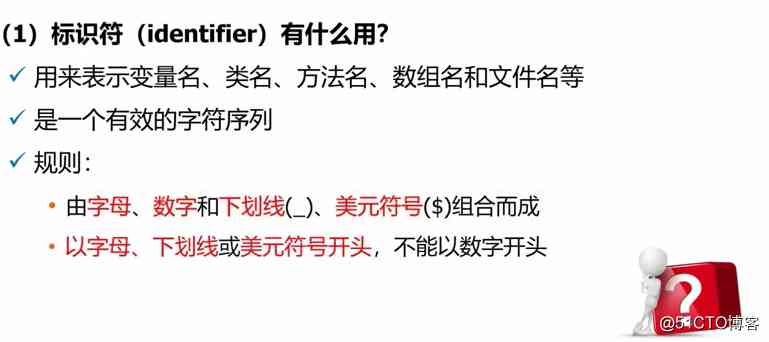 (1) 标识符（identifier）有什么用？
✓ 用来表示变量名、类名、方法名、数组名和文件名等
✓ 是一个有效的字符序列
✓ 规则：
• 由字母、数字和下划线(_)、美元符号($)组合而成
• 以字母、下划线或美元符号开头，不能以数字开头
?
@51CTO博客